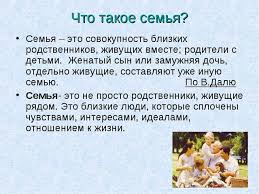 Что такое семья?
• Семья – это совокупность близких
родственников, живущих вместе; родители с
детьми. Женатый сын или замужняя дочь,
отдельно живущие, составляют уже иную
семью. По В.Далю
• Семья- это не просто родственники, живущие
рядом. Это близкие люди, которые сплочены
чувствами, интересами, идеалами,
отношением к жизни.